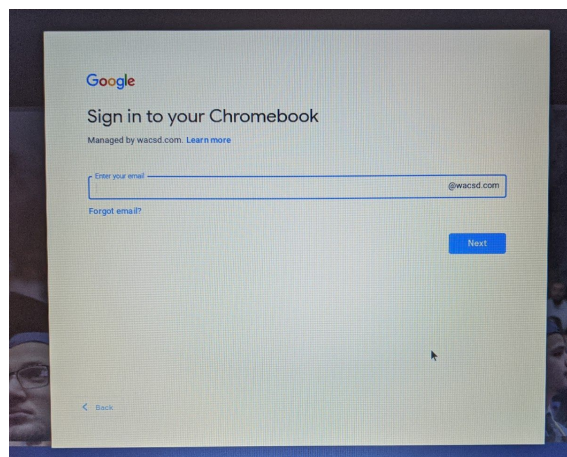 Google
Sign in to your Chromebook
Managed by wacsd.com. Learn more
Enter your email
@wacsd.com
Forgot email?
Next
Back